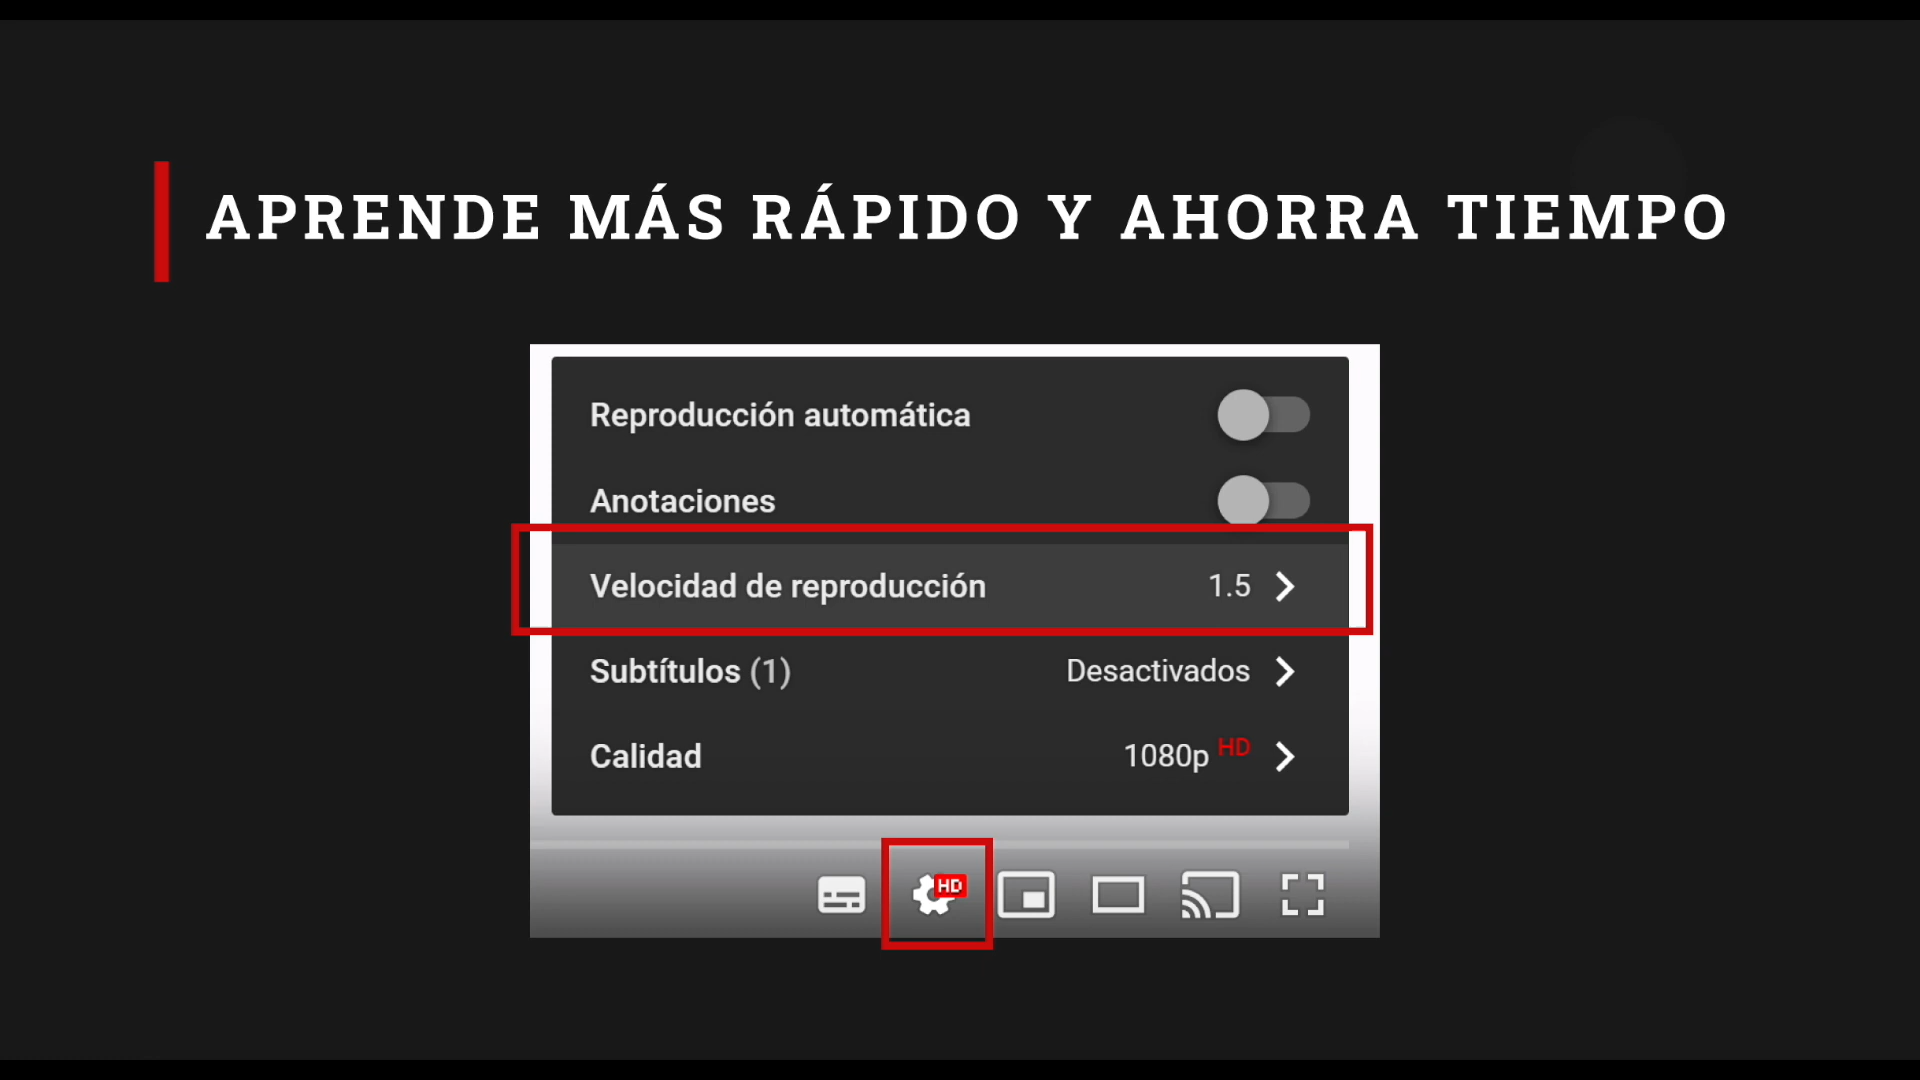 APRENDE MÁS RÁPIDO Y AHORRA TIEMPO
Reproducción automática
Anotaciones
Velocidad de reproducción 1.5
Subtítulos (1) Desactivados
Calidad 1080p HD
HD